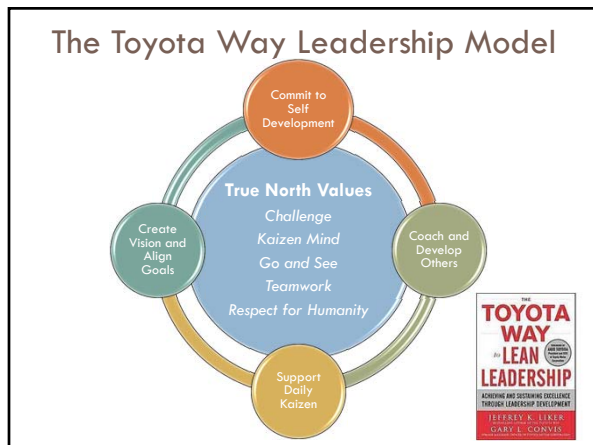 The Toyota Way Leadership Model
Commit to
Self
Development
True North Values
Challenge
Kaizen Mind
Go and See
Teamwork
Respect for Humanity
Create
Vision and
Align
Goals
Coach and
Develop
Others
Support
Daily
Kaizen
THE
TOYOTA
WAY
to LEAN
LEADERSHIP
ACHIEVING AND SUSTAINING EXCELLENCE
THROUGH LEADERSHIP DEVELOPMENT
JEFFREY K. LIKER
GARY L. CONVIS